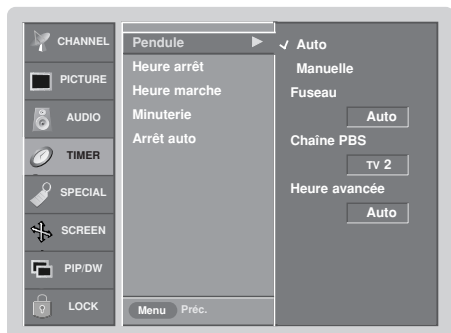 CHANNEL
PICTURE
AUDIO
TIMER
SPECIAL
SCREEN
PIP/DW
LOCK
Pendule
Heure arrêt
Heure marche
Minuterie
Arrêt auto
Menu Préc.
Auto
Manuelle
Fuseau
Auto
Chaîne PBS
TV 2
Heure avancée
Auto